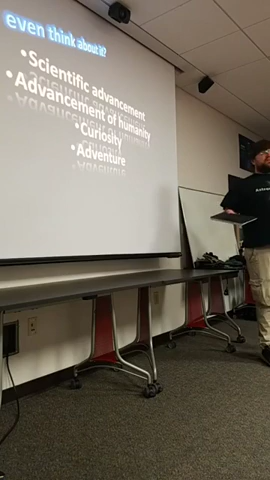 even think about it?
•Scientific advancement
•Advancement of humanity
•Curiosity
•Adventure